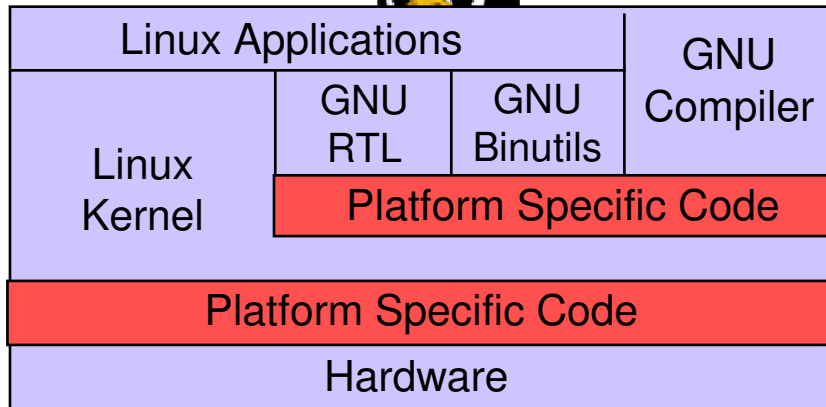 Linux Applications
GNU
Compiler
GNU
RTL
GNU
Binutils
Linux
Kernel
Platform Specific Code
Platform Specific Code
Hardware